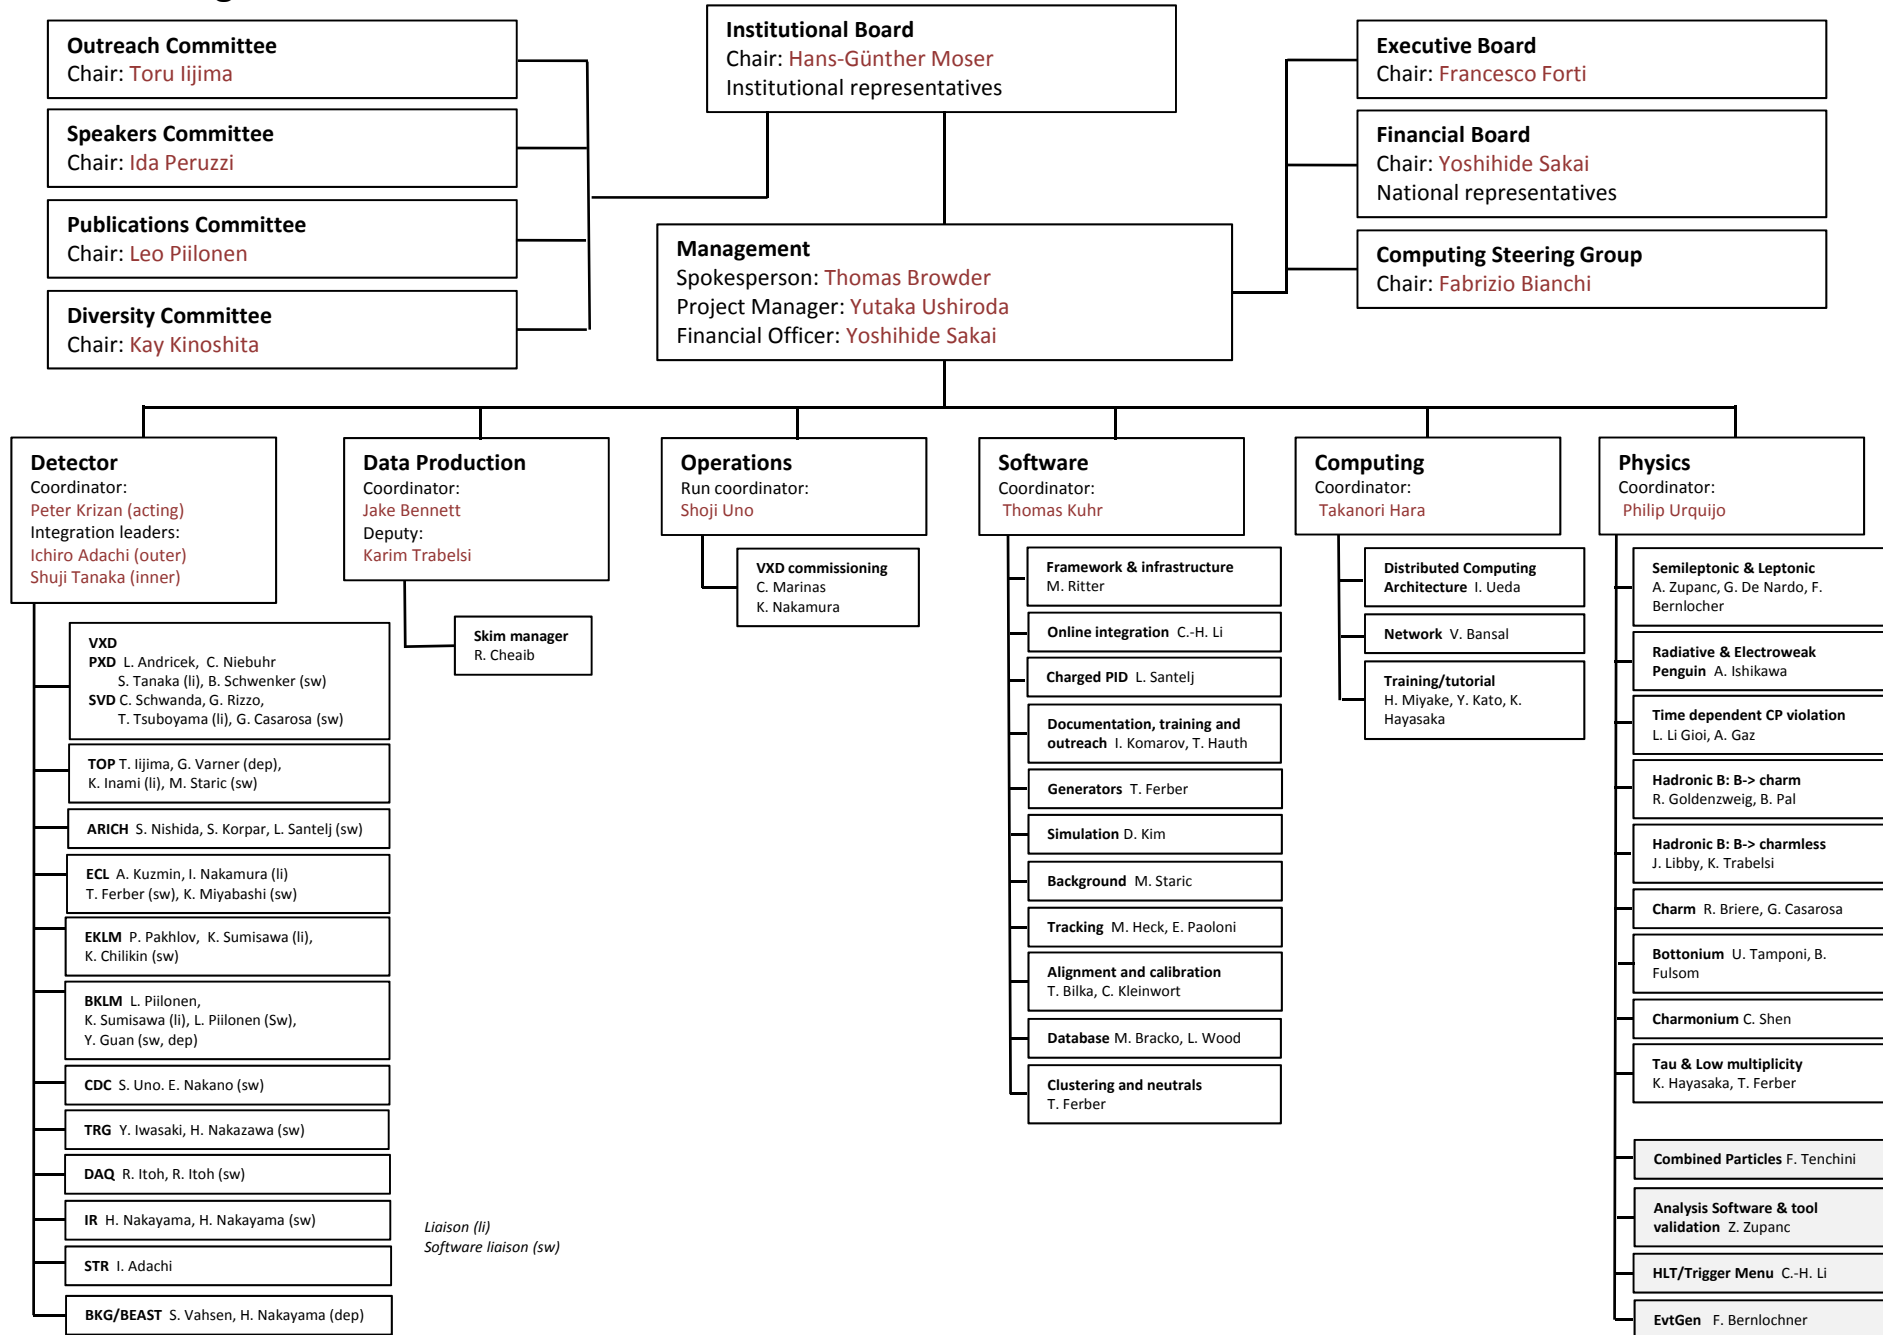 Outreach Committee
Chair: Toru Iijima
Speakers Committee
Chair: Ida Peruzzi
Publications Committee
Chair: Leo Piilonen
Diversity Committee
Chair: Kay Kinoshita
Institutional Board
Chair: Hans-Günther Moser
Institutional representatives
Management
Spokesperson: Thomas Browder
Project Manager: Yutaka Ushiroda
Financial Officer: Yoshihide Sakai
Executive Board
Chair: Francesco Forti
Financial Board
Chair: Yoshihide Sakai
National representatives
Computing Steering Group
Chair: Fabrizio Bianchi
Detector
Coordinator:
Peter Krizan (acting)
Integration leaders:
Ichiro Adachi (outer)
Shuji Tanaka (inner)
VXD
PXD L. Andricek, C. Niebuhr
S. Tanaka (li), B. Schwenker (sw)
SVD C. Schwanda, G. Rizzo,
T. Tsuboyama (li), G. Casarosa (sw)
TOP T. Iijima, G. Varner (dep),
K. Inami (li), M. Staric (sw)
ARICH S. Nishida, S. Korpar, L. Santelj (sw)
ECL A. Kuzmin, I. Nakamura (li)
T. Ferber (sw), K. Miyabashi (sw)
EKLM P. Pakhlov, K. Sumisawa (li),
K. Chilikin (sw)
BKLM L. Piilonen,
K. Sumisawa (li), L. Piilonen (Sw),
Y. Guan (sw, dep)
CDC S. Uno. E. Nakano (sw)
TRG Y. Iwasaki, H. Nakazawa (sw)
DAQ R. Itoh, R. Itoh (sw)
IR H. Nakayama, H. Nakayama (sw)
STR I. Adachi
BKG/BEAST S. Vahsen, H. Nakayama (dep)
Data Production
Coordinator:
Jake Bennett
Deputy:
Karim Trabelsi
Skim manager
R. Cheaib
Liaison (li)
Software liaison (sw)
Operations
Run coordinator:
Shoji Uno
VXD commissioning
C. Marinas
K. Nakamura
Software
Coordinator:
Thomas Kuhr
Framework & infrastructure
M. Ritter
Online integration C.-H. Li
Charged PID L. Santelj
Documentation, training and
outreach I. Komarov, T. Hauth
Generators T. Ferber
Simulation D. Kim
Background M. Staric
Tracking M. Heck, E. Paoloni
Alignment and calibration
T. Bilka, C. Kleinwort
Database M. Bracko, L. Wood
Clustering and neutrals
T. Ferber
Computing
Coordinator:
Takanori Hara
Distributed Computing
Architecture I. Ueda
Network V. Bansal
Training/tutorial
H. Miyake, Y. Kato, K.
Hayasaka
Physics
Coordinator:
Philip Urquijo
Semileptonic & Leptonic
A. Zupanc, G. De Nardo, F.
Bernlocher
Radiative & Electroweak
Penguin A. Ishikawa
Time dependent CP violation
L. Li Gioi, A. Gaz
Hadronic B: B-> charm
R. Goldenzweig, B. Pal
Hadronic B: B-> charmless
J. Libby, K. Trabelsi
Charm R. Briere, G. Casarosa
Bottonium U. Tamponi, B.
Fulsom
Charmonium C. Shen
Tau & Low multiplicity
K. Hayasaka, T. Ferber
Combined Particles F. Tenchini
Analysis Software & tool
validation Z. Zupanc
HLT/Trigger Menu C.-H. Li
EvtGen F. Bernlochner